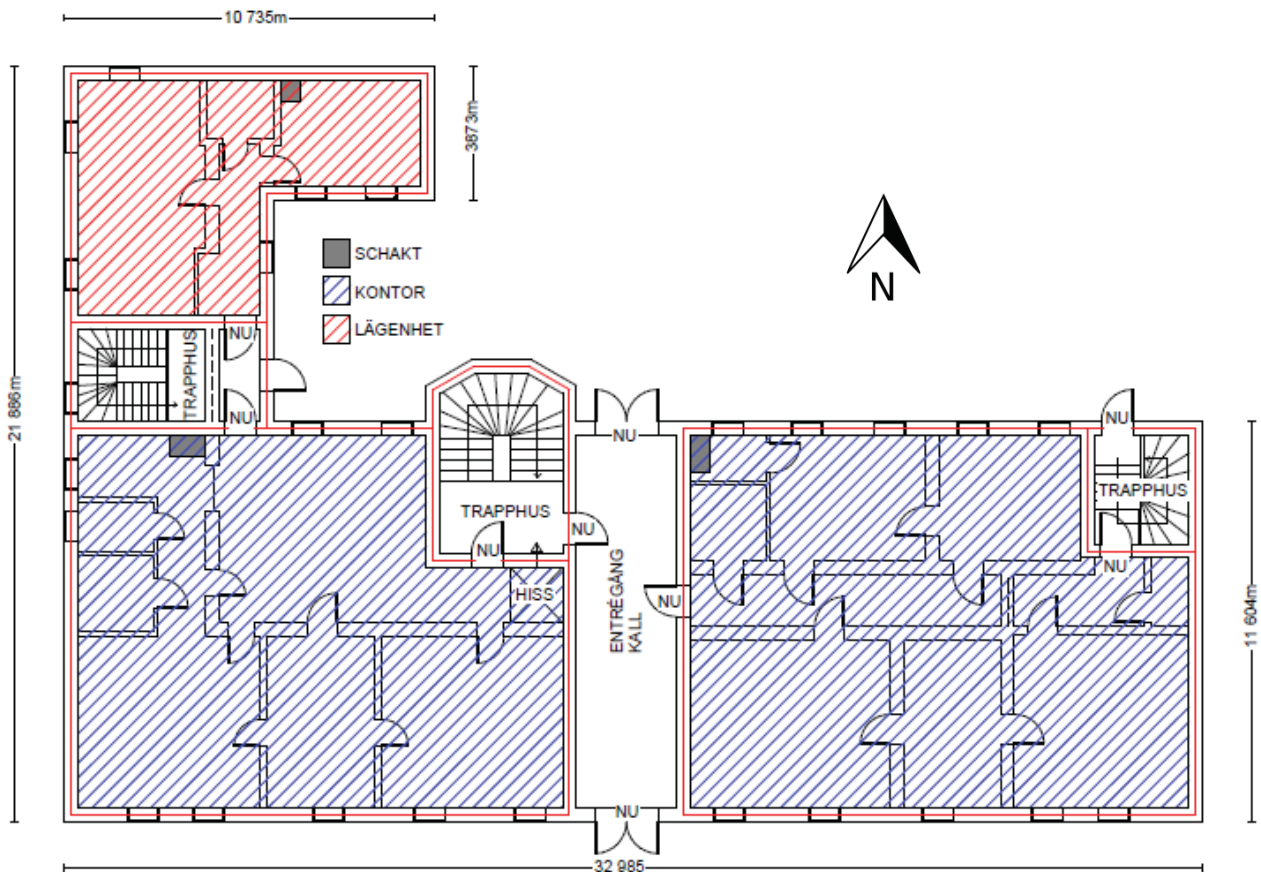 10 735m
3873m
21 886m
SCHAKT
KONTOR
LÄGENHET
N
NU
TRAPPHUS
NU
NU
NU
TRAPPHUS
TRAPPHUS
NU
NU
NU
HISS
NU
ENTRÉGÅNG
KALL
11 604m
NU
32 985